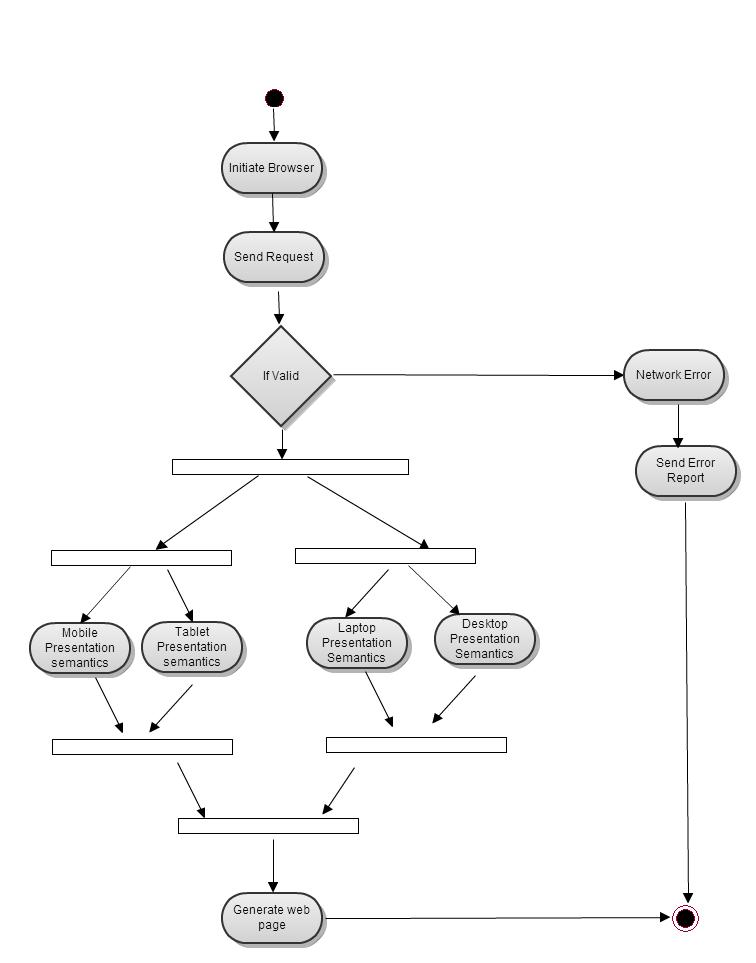 Initiate Browser
Send Request
If Valid
Network Error
Send Error
Report
Mobile
Presentation
semantics
Tablet
Presentation
semantics
Laptop
Presentation
Semantics
Desktop
Presentation
Semantics
Generate web
page